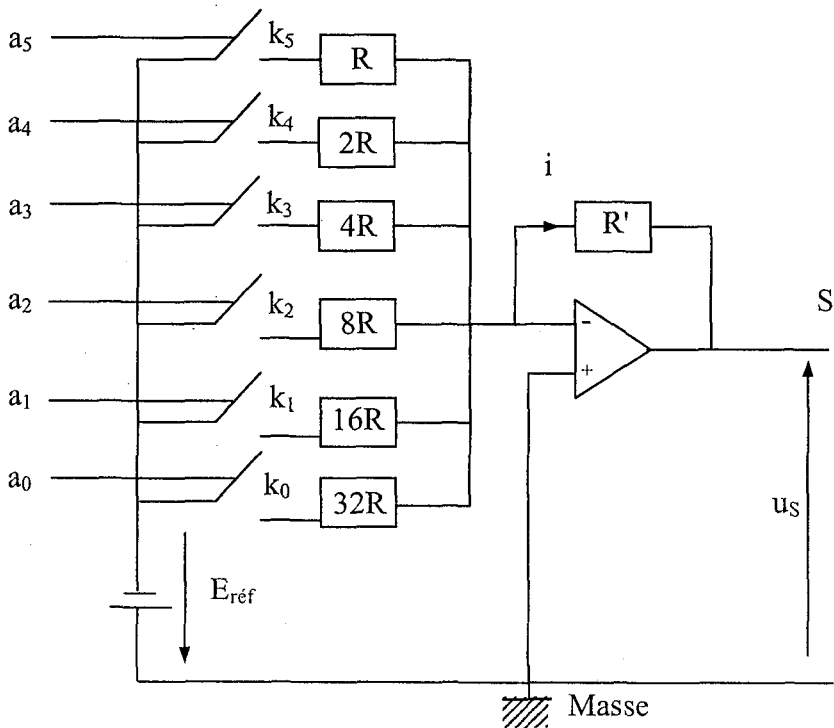 a5 k5 R
a4 k4 2R
a3 k3 4R
i R'
a2 k2 8R S
-
+
a1 k1 16R
a0 k0 32R
uS
Eréf
Masse